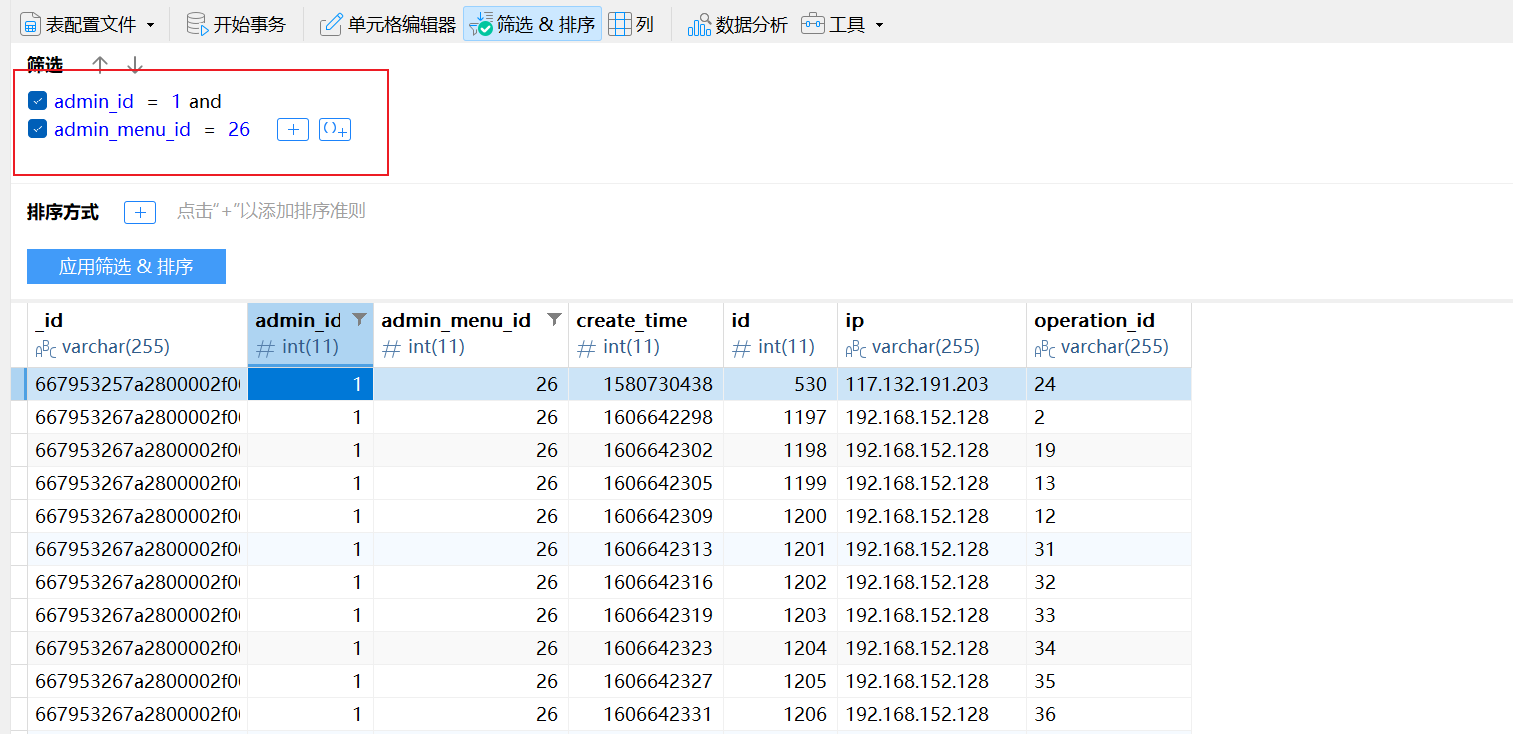 表配置文件 开始事务 单元格编辑器 筛选 & 排序 列 数据分析 工具
筛选
admin_id = 1 and
admin_menu_id = 26
排序方式 点击“+”以添加排序准则
应用筛选 & 排序
_id admin_id admin_menu_id create_time id ip operation_id
varchar(255) int(11) int(11) int(11) int(11) varchar(255) varchar(255)
667953257a2800002f0 1 26 1580730438 530 117.132.191.203 24
667953267a2800002f0 1 26 1606642298 1197 192.168.152.128 2
667953267a2800002f0 1 26 1606642302 1198 192.168.152.128 19
667953267a2800002f0 1 26 1606642305 1199 192.168.152.128 13
667953267a2800002f0 1 26 1606642309 1200 192.168.152.128 12
667953267a2800002f0 1 26 1606642313 1201 192.168.152.128 31
667953267a2800002f0 1 26 1606642316 1202 192.168.152.128 32
667953267a2800002f0 1 26 1606642319 1203 192.168.152.128 33
667953267a2800002f0 1 26 1606642323 1204 192.168.152.128 34
667953267a2800002f0 1 26 1606642327 1205 192.168.152.128 35
667953267a2800002f0 1 26 1606642331 1206 192.168.152.128 36